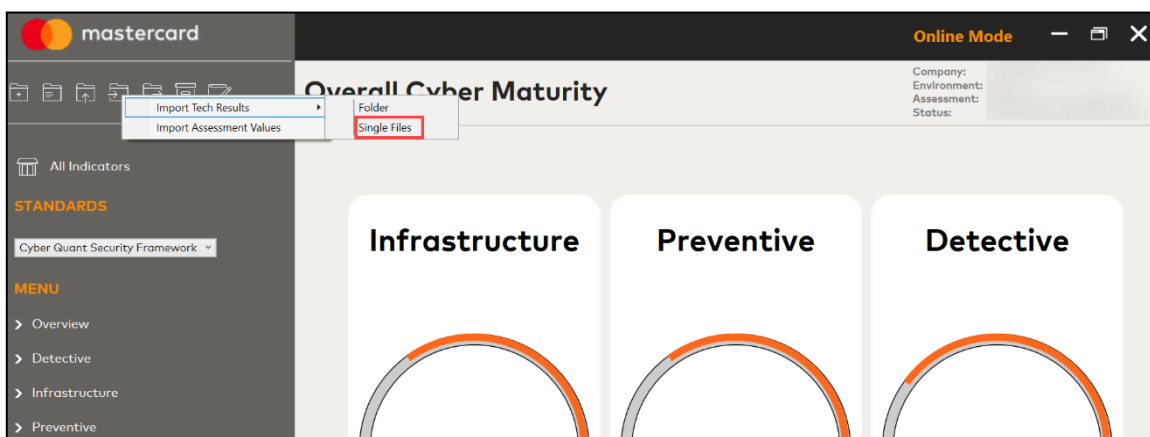 mastercard
Online Mode
Overall Cyber Maturity
Company:
Environment:
Assessment:
Status:
Import Tech Results
Folder
Import Assessment Values
Single Files
All Indicators
STANDARDS
Cyber Quant Security Framework
MENU
Overview
Detective
Infrastructure
Preventive
Infrastructure
Preventive
Detective